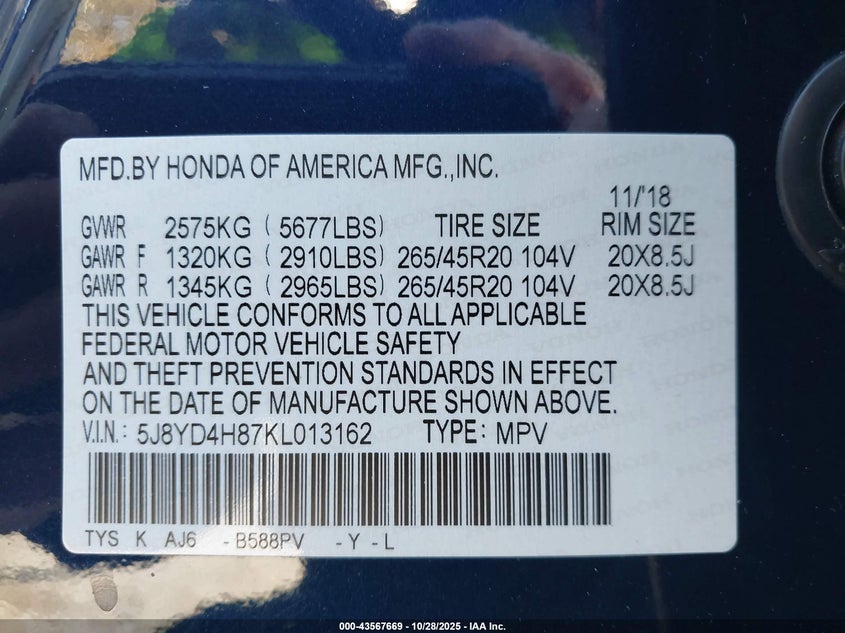 MFD.BY HONDA OF AMERICA MFG.,INC.
11/'18
GVWR 2575KG ( 5677LBS) TIRE SIZE RIM SIZE
GAWR F 1320KG ( 2910LBS) 265/45R20 104V 20X8.5J
GAWR R 1345KG ( 2965LBS) 265/45R20 104V 20X8.5J
THIS VEHICLE CONFORMS TO ALL APPLICABLE
FEDERAL MOTOR VEHICLE SAFETY
AND THEFT PREVENTION STANDARDS IN EFFECT
ON THE DATE OF MANUFACTURE SHOWN ABOVE.
V.I.N.: 5J8YD4H87KL013162 TYPE: MPV
TYS K AJ6 - B588PV - Y - L
000-43567669 - 10/28/2025 - IAA Inc.